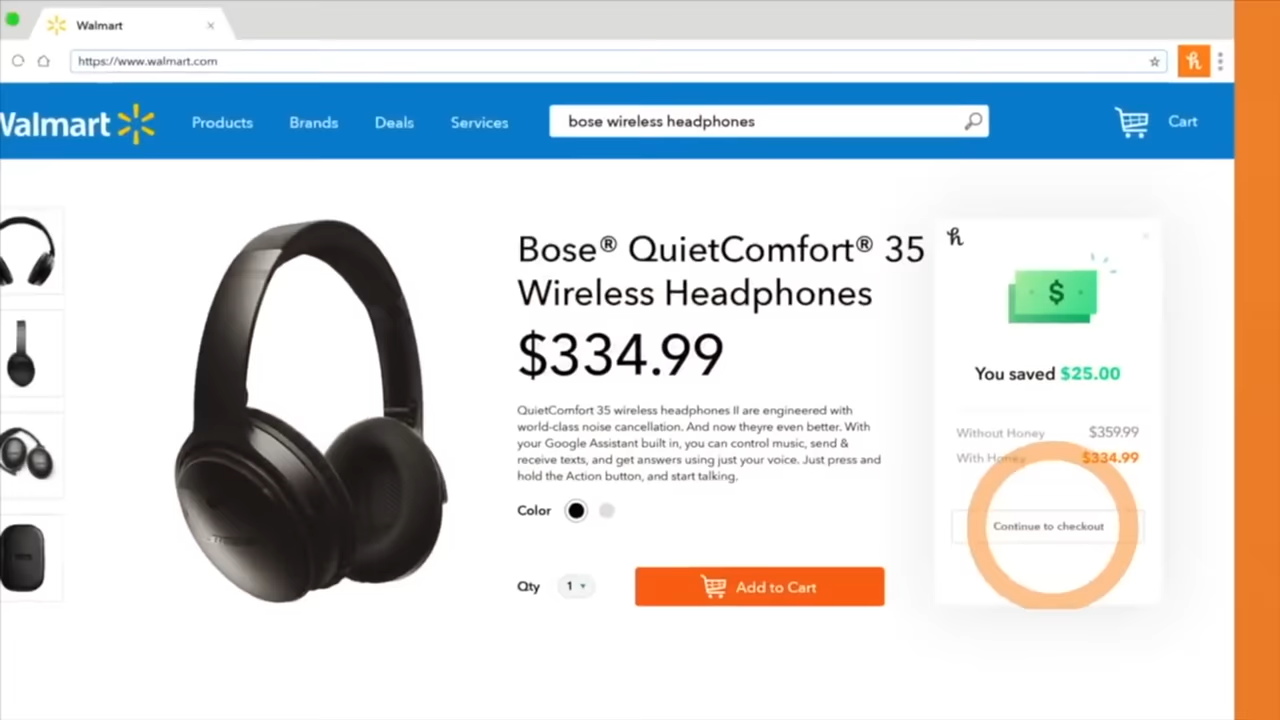 Walmart
https://www.walmart.com
Walmart
Products
Brands
Deals
Services
bose wireless headphones
Cart
Bose® QuietComfort® 35
Wireless Headphones
$334.99
QuietComfort 35 wireless headphones II are engineered with
world-class noise cancellation. And now theyre even better. With
your Google Assistant built in, you can control music, send &
receive texts, and get answers using just your voice. Just press and
hold the Action button, and start talking.
Color
Qty
1
Add to Cart
h
h
$
You saved $25.00
Without Honey $359.99
With Honey $334.99
Continue to checkout